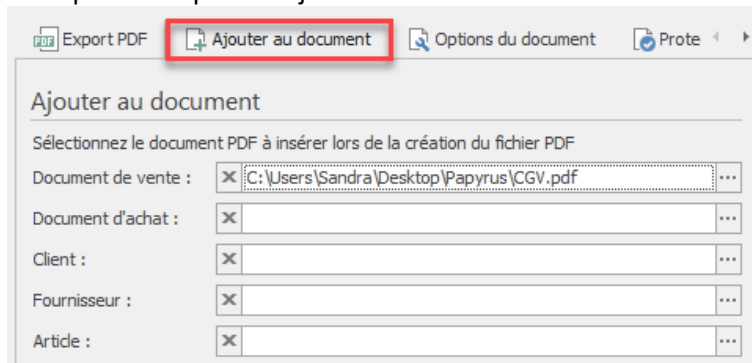 Export PDF Ajouter au document Options du document Prote
Ajouter au document
Sélectionnez le document PDF à insérer lors de la création du fichier PDF
Document de vente : C:\Users\Sandra\Desktop\Papyrus\CGV.pdf ...
Document d'achat : ...
Client : ...
Fournisseur : ...
Article : ...